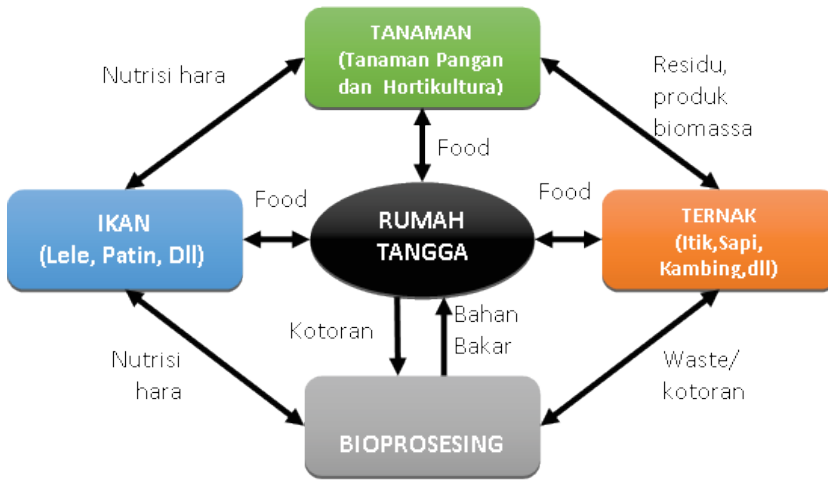 TANAMAN
(Tanaman Pangan
dan Hortikultura)
Nutrisi hara
Residu,
produk
biomassa
Food
IKAN
(Lele, Patin, Dll)
Food
RUMAH
TANGGA
Food
TERNAK
(Itik,Sapi,
Kambing,dll)
Kotoran
Bahan
Bakar
Nutrisi
hara
Waste/
kotoran
BIOPROSESING